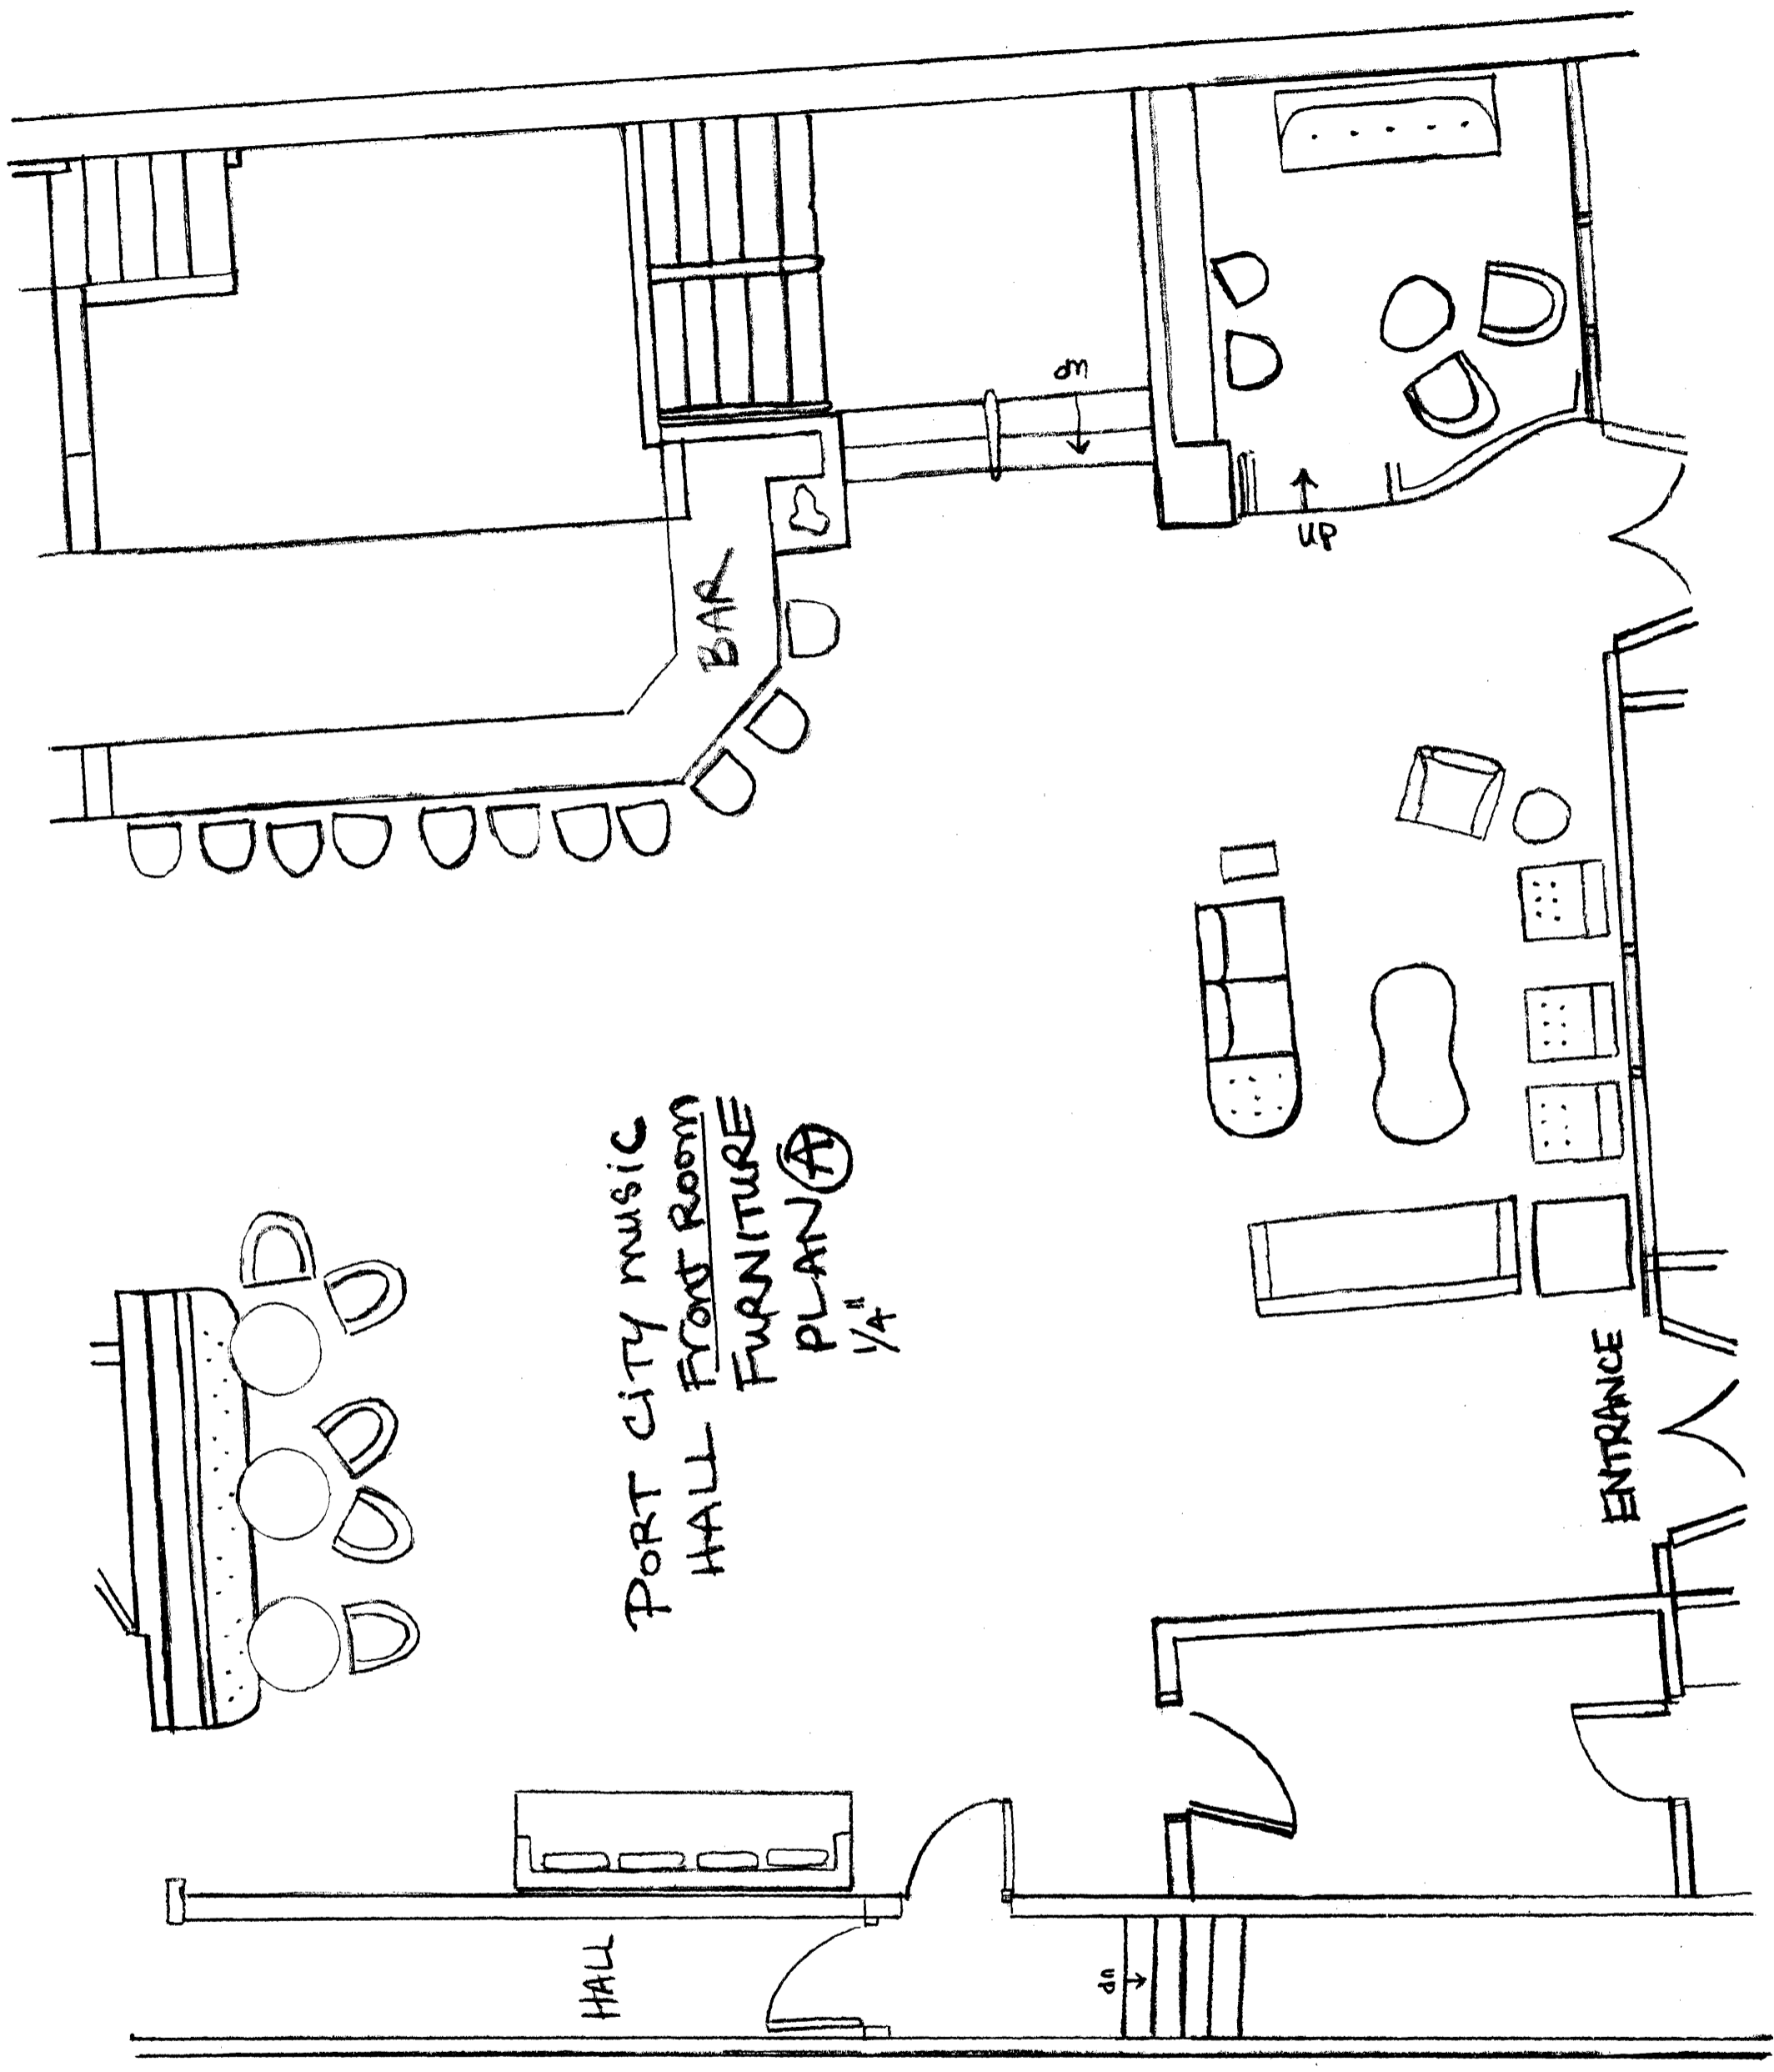 dn
UP
BAR
PORT CITY MUSIC
HALL Front Room
FURNITURE
PLAN A
1/4"
ENTRANCE
HALL
dn